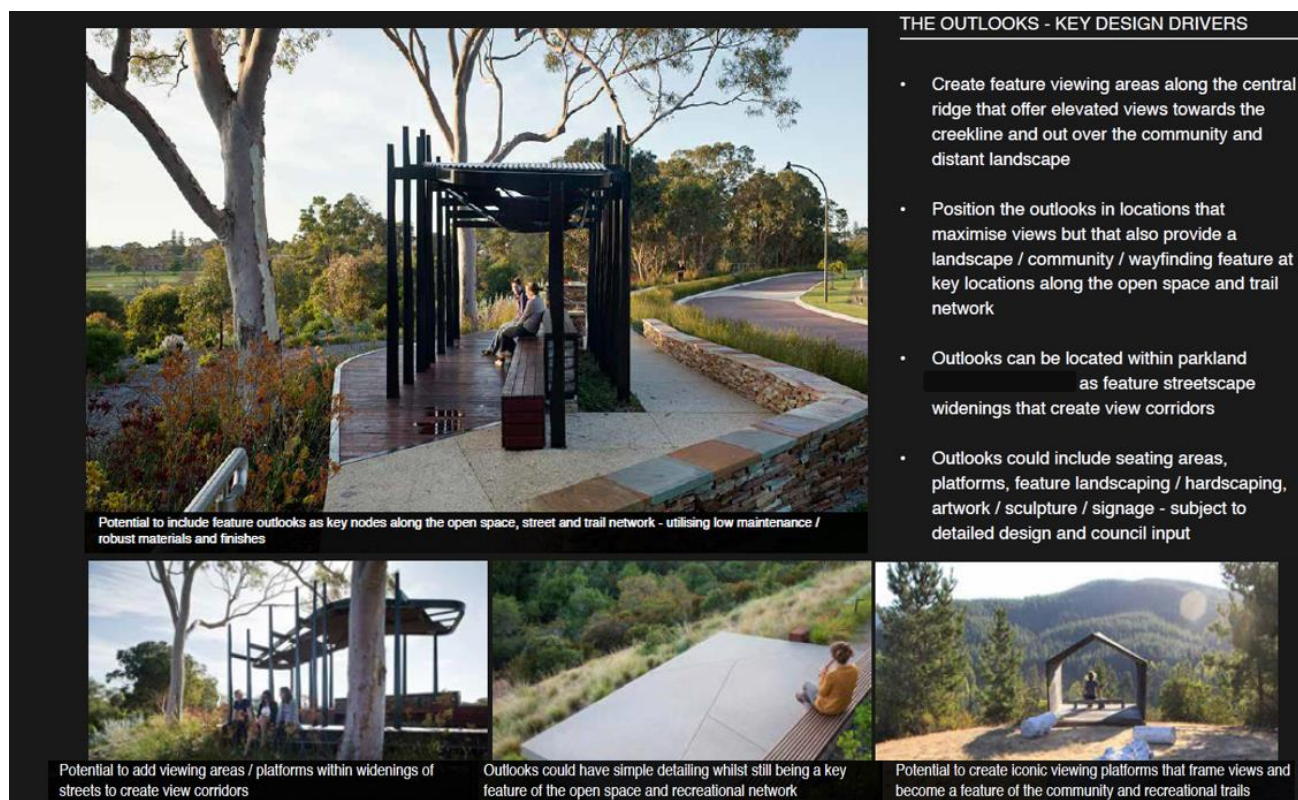 THE OUTLOOKS - KEY DESIGN DRIVERS
• Create feature viewing areas along the central
ridge that offer elevated views towards the
creekline and out over the community and
distant landscape
• Position the outlooks in locations that
maximise views but that also provide a
landscape / community / wayfinding feature at
key locations along the open space and trail
network
• Outlooks can be located within parkland
as feature streetscape
widenings that create view corridors
• Outlooks could include seating areas,
platforms, feature landscaping / hardscaping,
artwork / sculpture / signage - subject to
detailed design and council input
Potential to include feature outlooks as key nodes along the open space, street and trail network - utilising low maintenance /
robust materials and finishes
Potential to add viewing areas / platforms within widenings of
streets to create view corridors
Outlooks could have simple detailing whilst still being a key
feature of the open space and recreational network
Potential to create iconic viewing platforms that frame views and
become a feature of the community and recreational trails